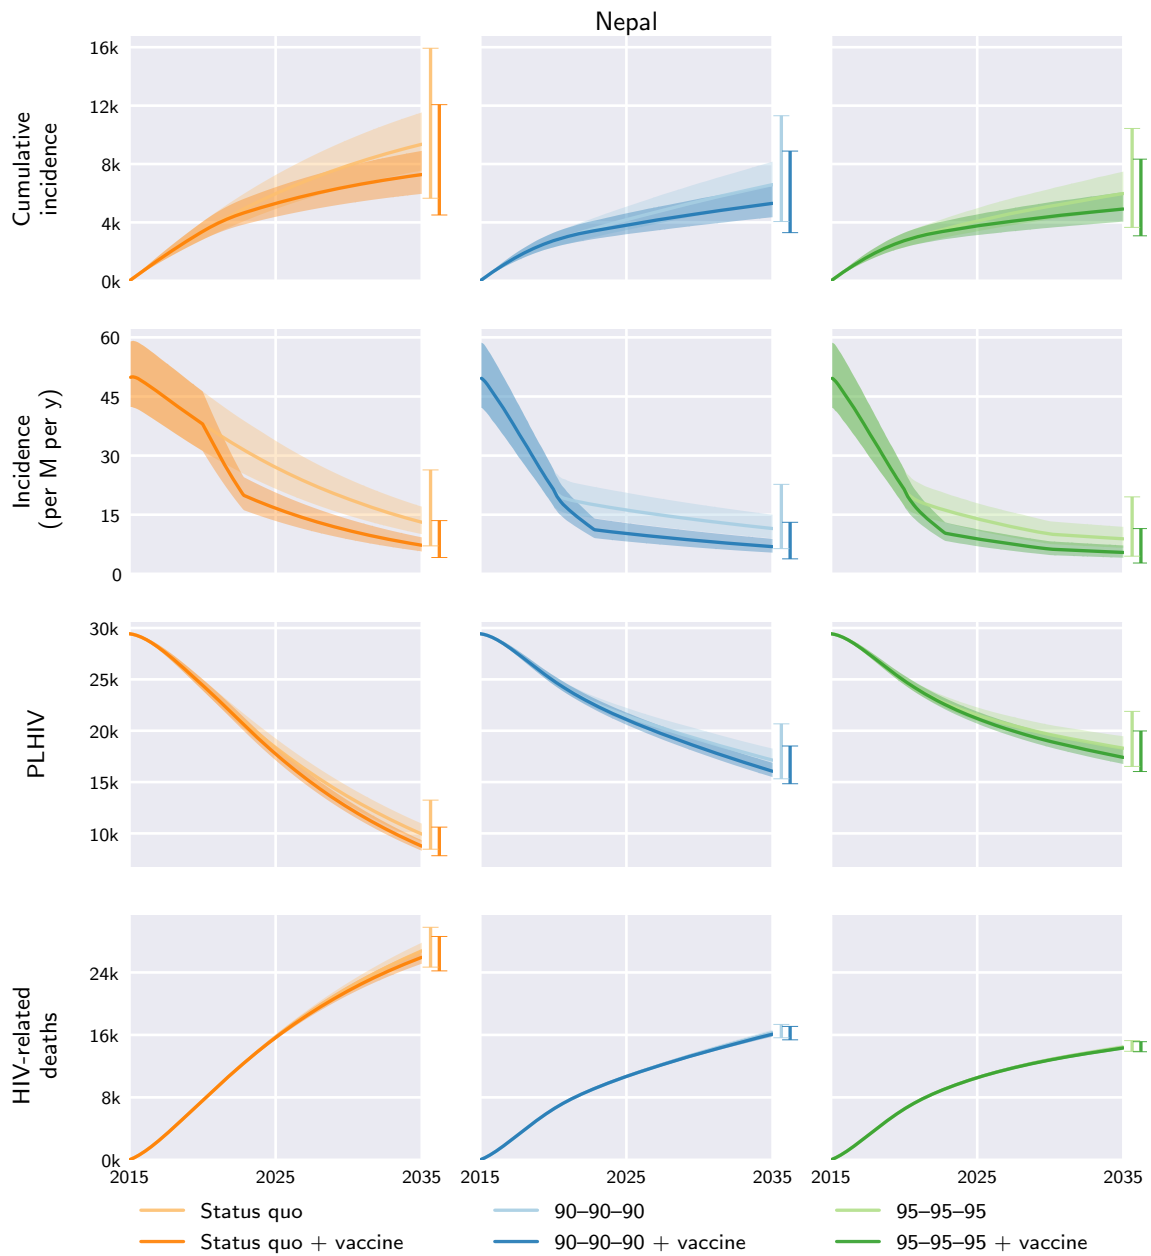 Nepal
Cumulative
incidence
16k
12k
8k
4k
0k
Incidence
(per M per y)
60
45
30
15
0
PLHIV
30k
25k
20k
15k
10k
HIV-related
deaths
24k
16k
8k
0k
2015 2025 2035 2015 2025 2035 2015 2025 2035
Status quo 90–90–90 95–95–95
Status quo + vaccine 90–90–90 + vaccine 95–95–95 + vaccine